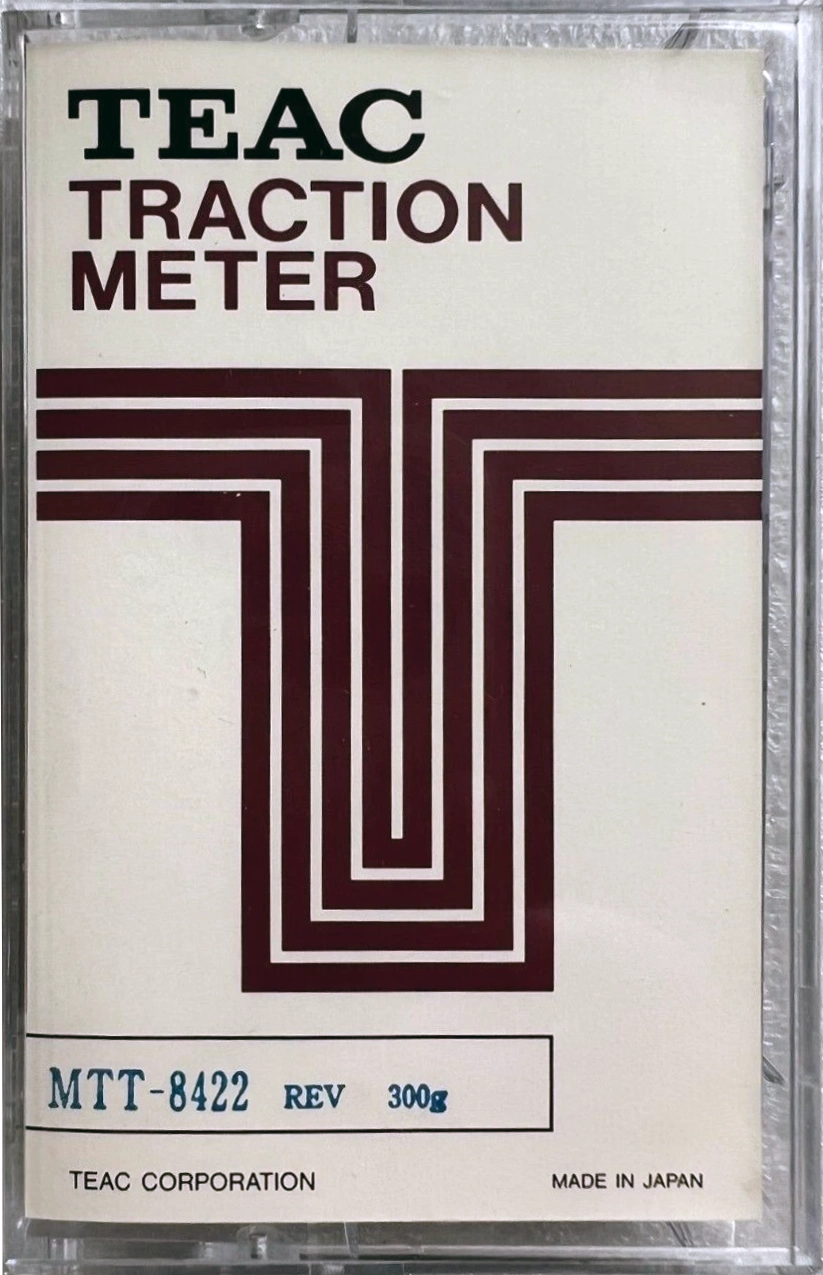 TEAC
TRACTION
METER
MTT-8422 REV 300g
TEAC CORPORATION MADE IN JAPAN